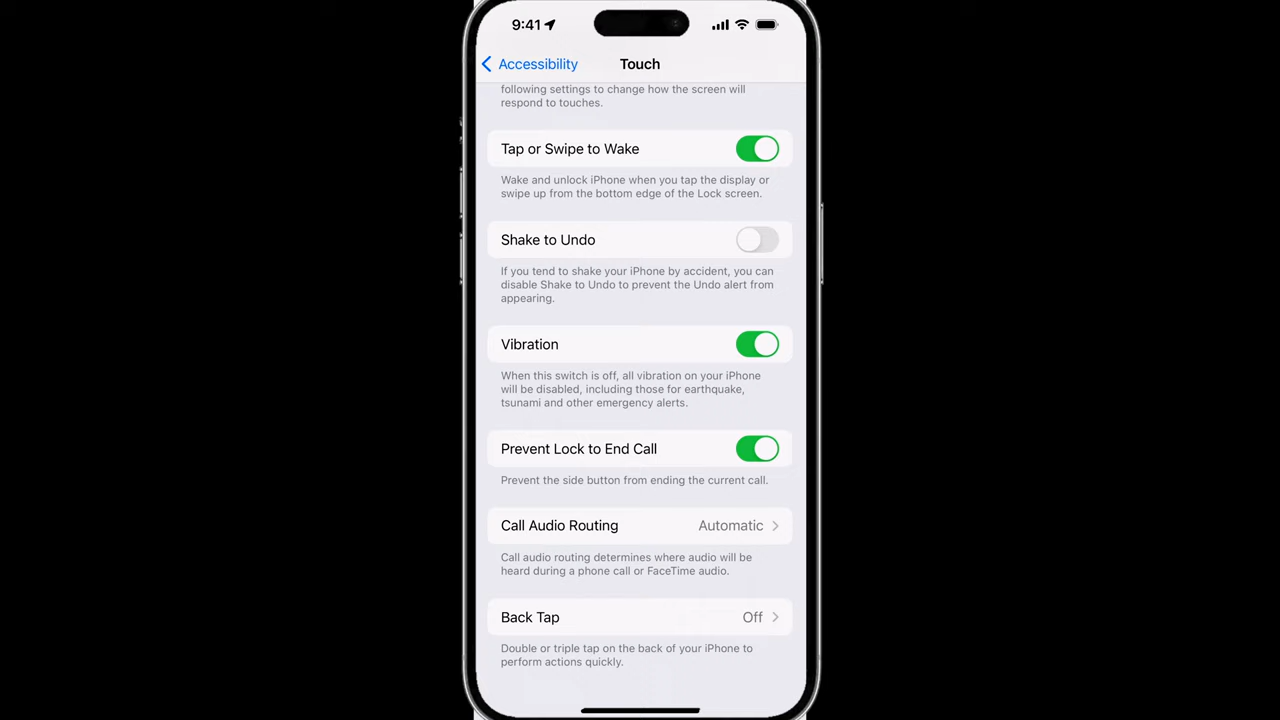 9:41
Accessibility
Touch
following settings to change how the screen will
respond to touches.
Tap or Swipe to Wake
Wake and unlock iPhone when you tap the display or
swipe up from the bottom edge of the Lock screen.
Shake to Undo
If you tend to shake your iPhone by accident, you can
disable Shake to Undo to prevent the Undo alert from
appearing.
Vibration
When this switch is off, all vibration on your iPhone
will be disabled, including those for earthquake,
tsunami and other emergency alerts.
Prevent Lock to End Call
Prevent the side button from ending the current call.
Call Audio Routing Automatic
Call audio routing determines where audio will be
heard during a phone call or FaceTime audio.
Back Tap Off
Double or triple tap on the back of your iPhone to
perform actions quickly.